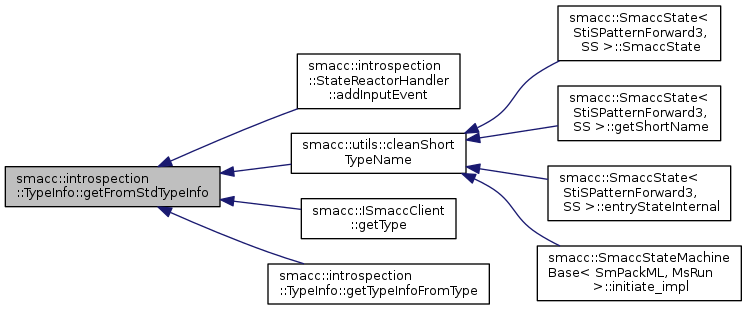 smacc::introspection
::TypeInfo::getFromStdTypeInfo
smacc::introspection
::StateReactorHandler
::addInputEvent
smacc::utils::cleanShort
TypeName
smacc::ISmaccClient
::getType
smacc::introspection
::TypeInfo::getTypeInfoFromType
smacc::SmaccState<
StiSPatternForward3,
SS >::SmaccState
smacc::SmaccState<
StiSPatternForward3,
SS >::getShortName
smacc::SmaccState<
StiSPatternForward3,
SS >::entryStateInternal
smacc::SmaccStateMachine
Base< SmPackML, MsRun
>::initiate_impl